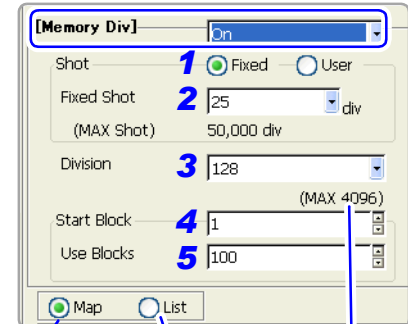 [Memory Div] On
Shot 1 Fixed User
Fixed Shot 2 25 div
(MAX Shot) 50,000 div
Division 3 128
(MAX 4096)
Start Block 4 1
Use Blocks 5 100
Map List